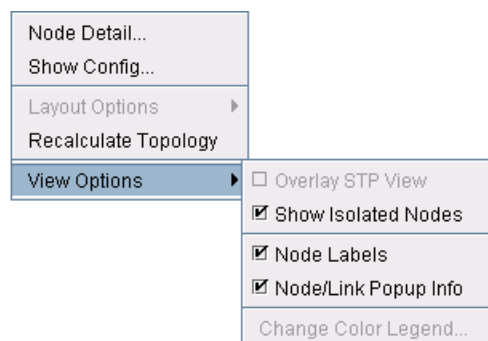 Node Detail...
Show Config...
Layout Options
Recalculate Topology
View Options
Overlay STP View
Show Isolated Nodes
Node Labels
Node/Link Popup Info
Change Color Legend...